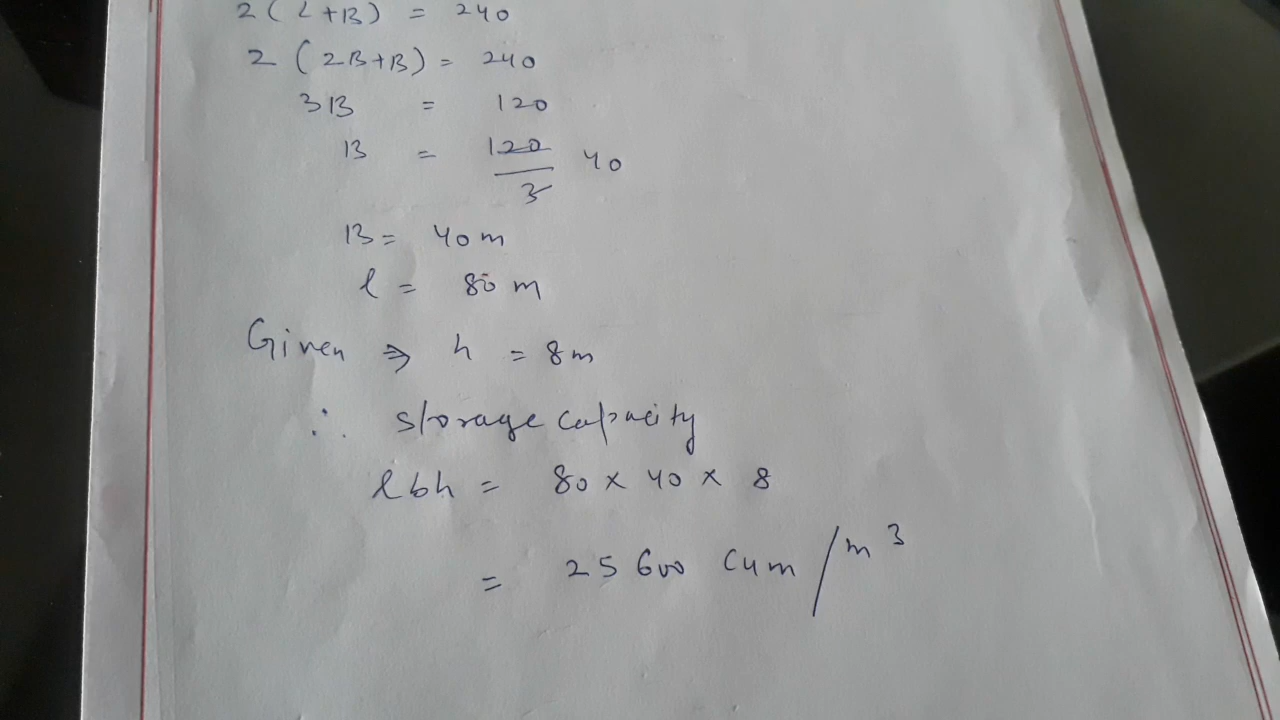 2 ( L + B ) = 240
2 ( 2B + B ) = 240
3B = 120
B = 120/3 40
B = 40 m
l = 80 m
Given ⇒ h = 8m
∴ storage capacity
lbh = 80 x 40 x 8
= 25600 cum / m³